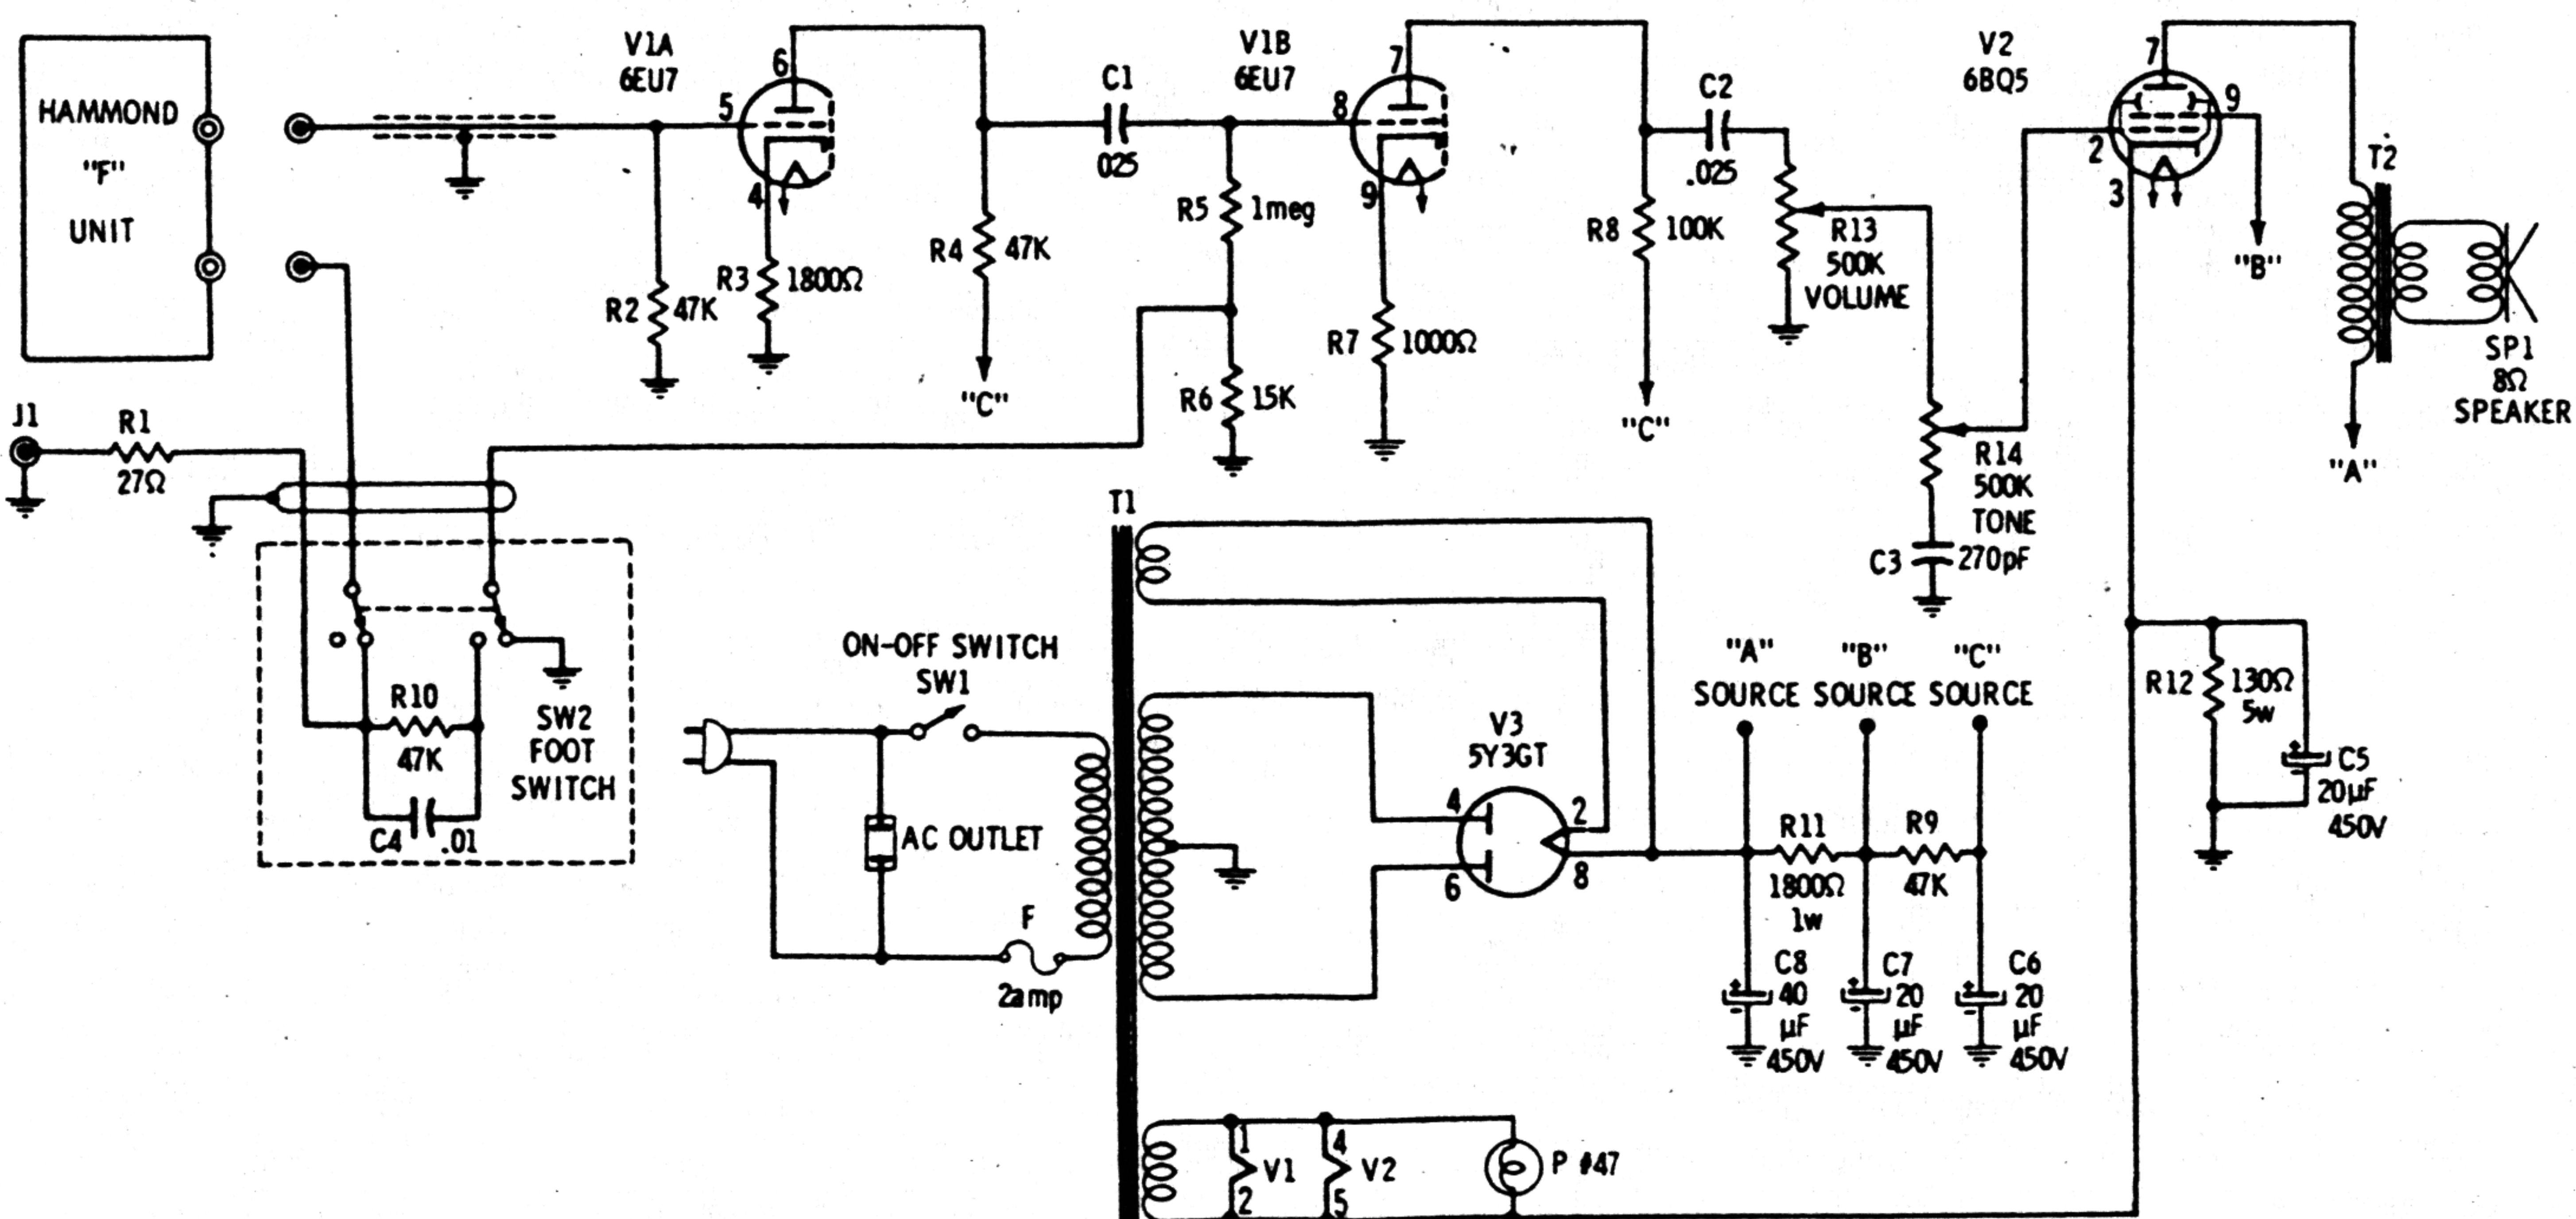 HAMMOND
"F"
UNIT
V1A
6EU7
6
5
4
R2
47K
R3
1800Ω
R4
47K
"C"
C1
025
V1B
6EU7
7
8
9
R5
1meg
R6
15K
R7
1000Ω
R8
100K
"C"
C2
.025
R13
500K
VOLUME
V2
6BQ5
7
9
2
3
"B"
T2
SP1
8Ω
SPEAKER
"A"
R14
500K
TONE
C3
270pF
J1
R1
27Ω
R10
47K
C4
.01
SW2
FOOT
SWITCH
ON-OFF SWITCH
SW1
AC OUTLET
F
2amp
T1
V3
5Y3GT
4
6
2
8
"A"
SOURCE
"B"
SOURCE
"C"
SOURCE
R11
1800Ω
1w
R9
47K
C8
40
µF
450V
C7
20
µF
450V
C6
20
µF
450V
R12
130Ω
5w
C5
20µF
450V
1
V1
2
4
V2
5
P #47